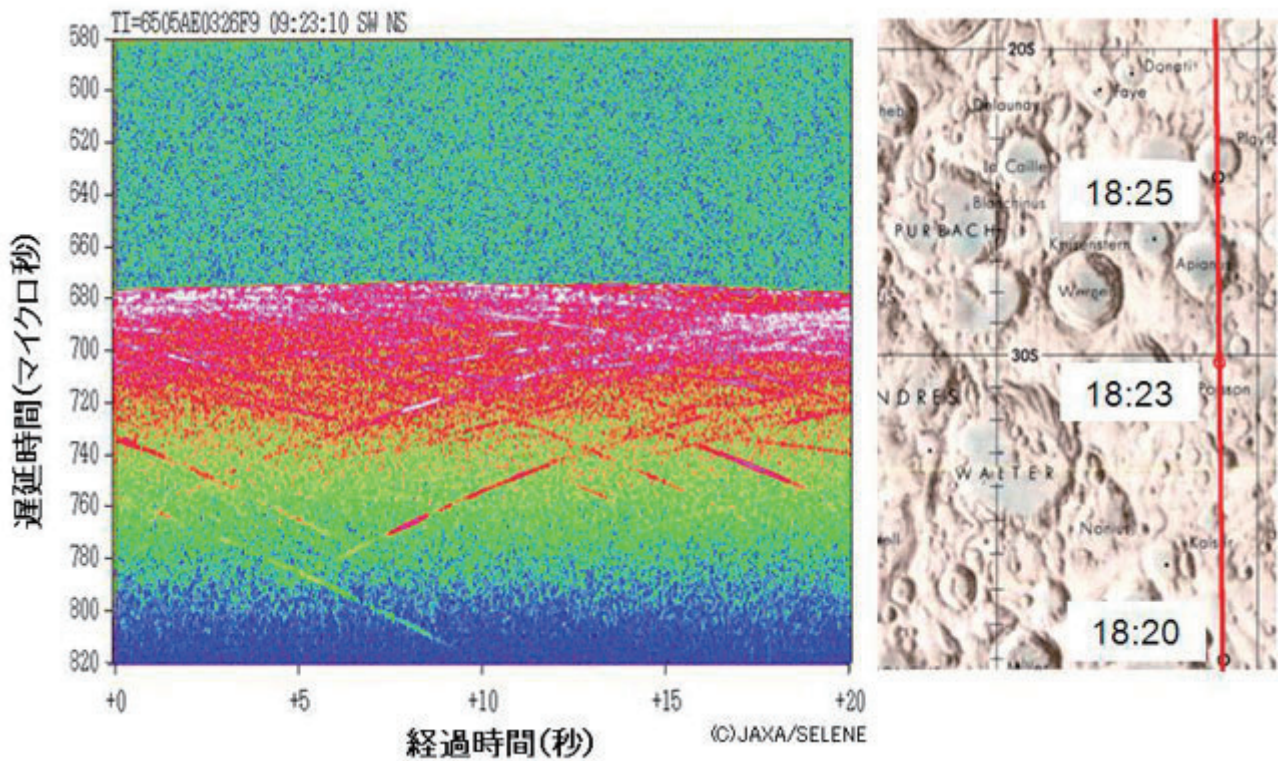 TI=6505AE0326F9 09:23:10 SW NS
580
600
620
640
660
680
700
720
740
760
780
800
820
遅延時間(マイクロ秒)
+0
+5
+10
+15
+20
経過時間(秒)
(C)JAXA/SELENE
20S
Donati
Faye
Delaunay
La Caille
Blanchinus
18:25
PURBACH
Krusenstern
Werner
30S
18:23
Poisson
WALTER
Nonius
Kaiser
18:20